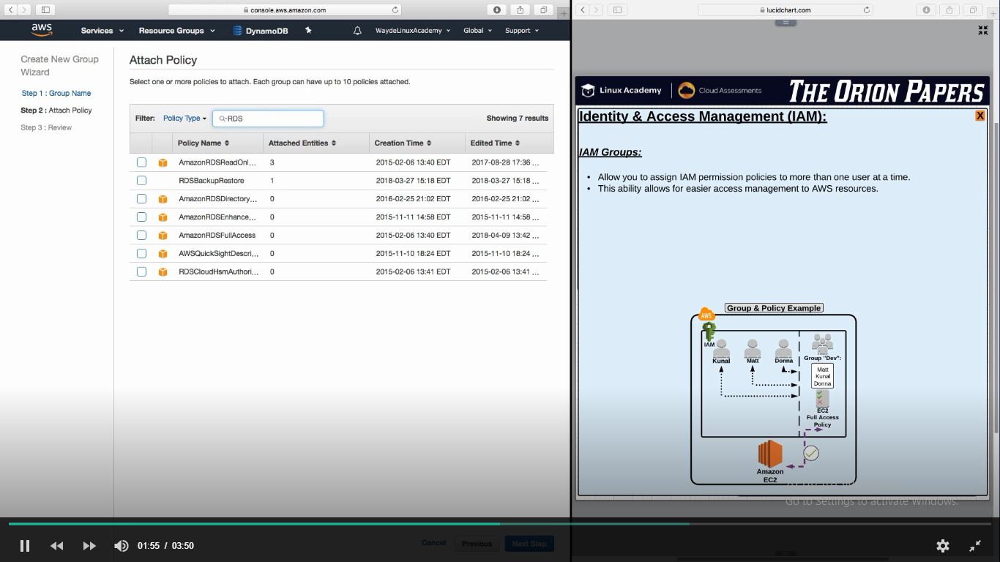 console.aws.amazon.com
aws
Services
Resource Groups
DynamoDB
WaydeLinuxAcademy
Global
Support
Create New Group
Wizard
Step 1 : Group Name
Step 2 : Attach Policy
Step 3 : Review
Attach Policy
Select one or more policies to attach. Each group can have up to 10 policies attached.
Filter: Policy Type RDS Showing 7 results
Policy Name Attached Entities Creation Time Edited Time
AmazonRDSReadOnl... 3 2015-02-06 13:40 EDT 2017-08-28 17:36 ...
RDSBackupRestore 1 2018-03-27 15:18 EDT 2018-03-27 15:18 ...
AmazonRDSDirectory... 0 2016-02-25 21:02 EDT 2016-02-25 21:02 ...
AmazonRDSEnhance... 0 2015-11-11 14:58 EDT 2015-11-11 14:58 ...
AmazonRDSFullAccess 0 2015-02-06 13:40 EDT 2018-04-09 13:42 ...
AWSQuickSightDescri... 0 2015-11-10 18:24 EDT 2015-11-10 18:24 ...
RDSCloudHsmAuthori... 0 2015-02-06 13:41 EDT 2015-02-06 13:41 ...
Cancel
Previous
Next Step
01:55 / 03:50
lucidchart.com
Linux Academy
Cloud Assessments
THE ORION PAPERS
Identity & Access Management (IAM):
X
IAM Groups:
• Allow you to assign IAM permission policies to more than one user at a time.
• This ability allows for easier access management to AWS resources.
Group & Policy Example
AWS
IAM
Kunal
Matt
Donna
Group "Dev":
Matt
Kunal
Donna
EC2
Full Access
Policy
Amazon
EC2
Activate Windows
Go to Settings to activate Windows.